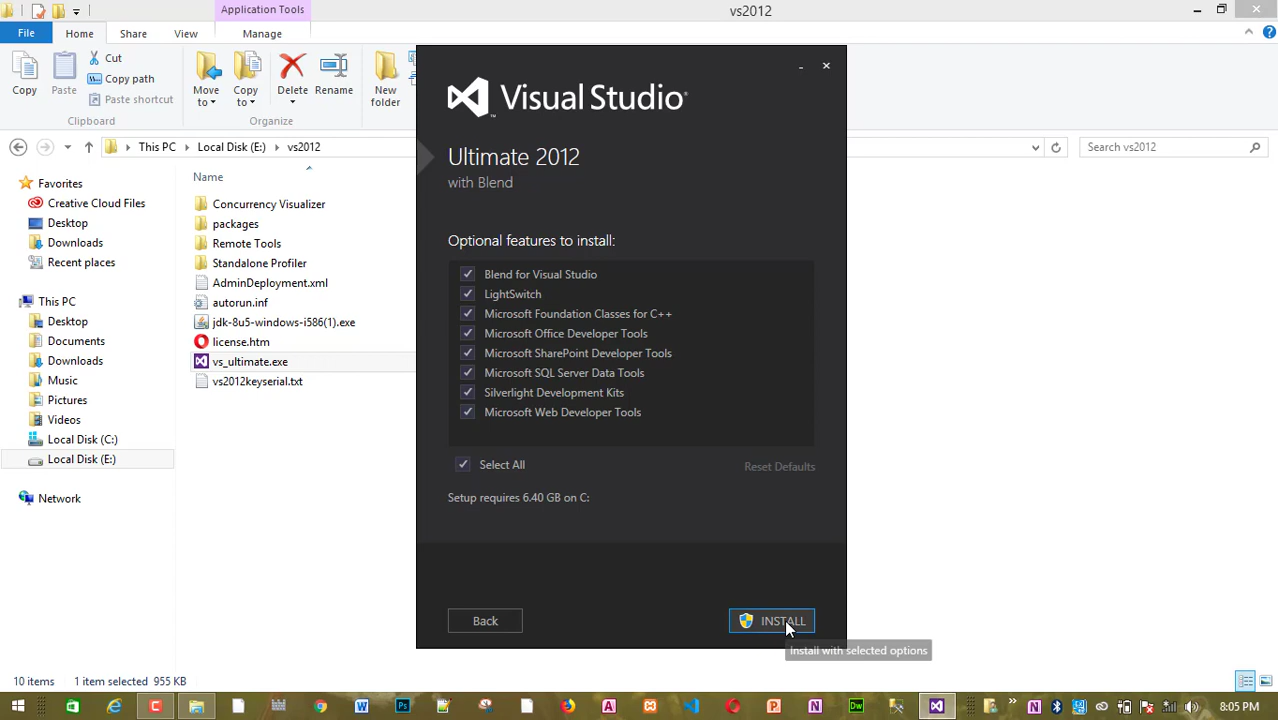 Application Tools
vs2012
File
Home
Share
View
Manage
Copy
Paste
Cut
Copy path
Paste shortcut
Clipboard
Move
to
Copy
to
Delete
Rename
New
folder
Organize
This PC
Local Disk (E:)
vs2012
Search vs2012
Favorites
Creative Cloud Files
Desktop
Downloads
Recent places
This PC
Desktop
Documents
Downloads
Music
Pictures
Videos
Local Disk (C:)
Local Disk (E:)
Network
Name
Concurrency Visualizer
packages
Remote Tools
Standalone Profiler
AdminDeployment.xml
autorun.inf
jdk-8u5-windows-i586(1).exe
license.htm
vs_ultimate.exe
vs2012keyserial.txt
Visual Studio
Ultimate 2012
with Blend
Optional features to install:
Blend for Visual Studio
LightSwitch
Microsoft Foundation Classes for C++
Microsoft Office Developer Tools
Microsoft SharePoint Developer Tools
Microsoft SQL Server Data Tools
Silverlight Development Kits
Microsoft Web Developer Tools
Select All
Reset Defaults
Setup requires 6.40 GB on C:
Back
INSTALL
Install with selected options
10 items
1 item selected 955 KB
8:05 PM